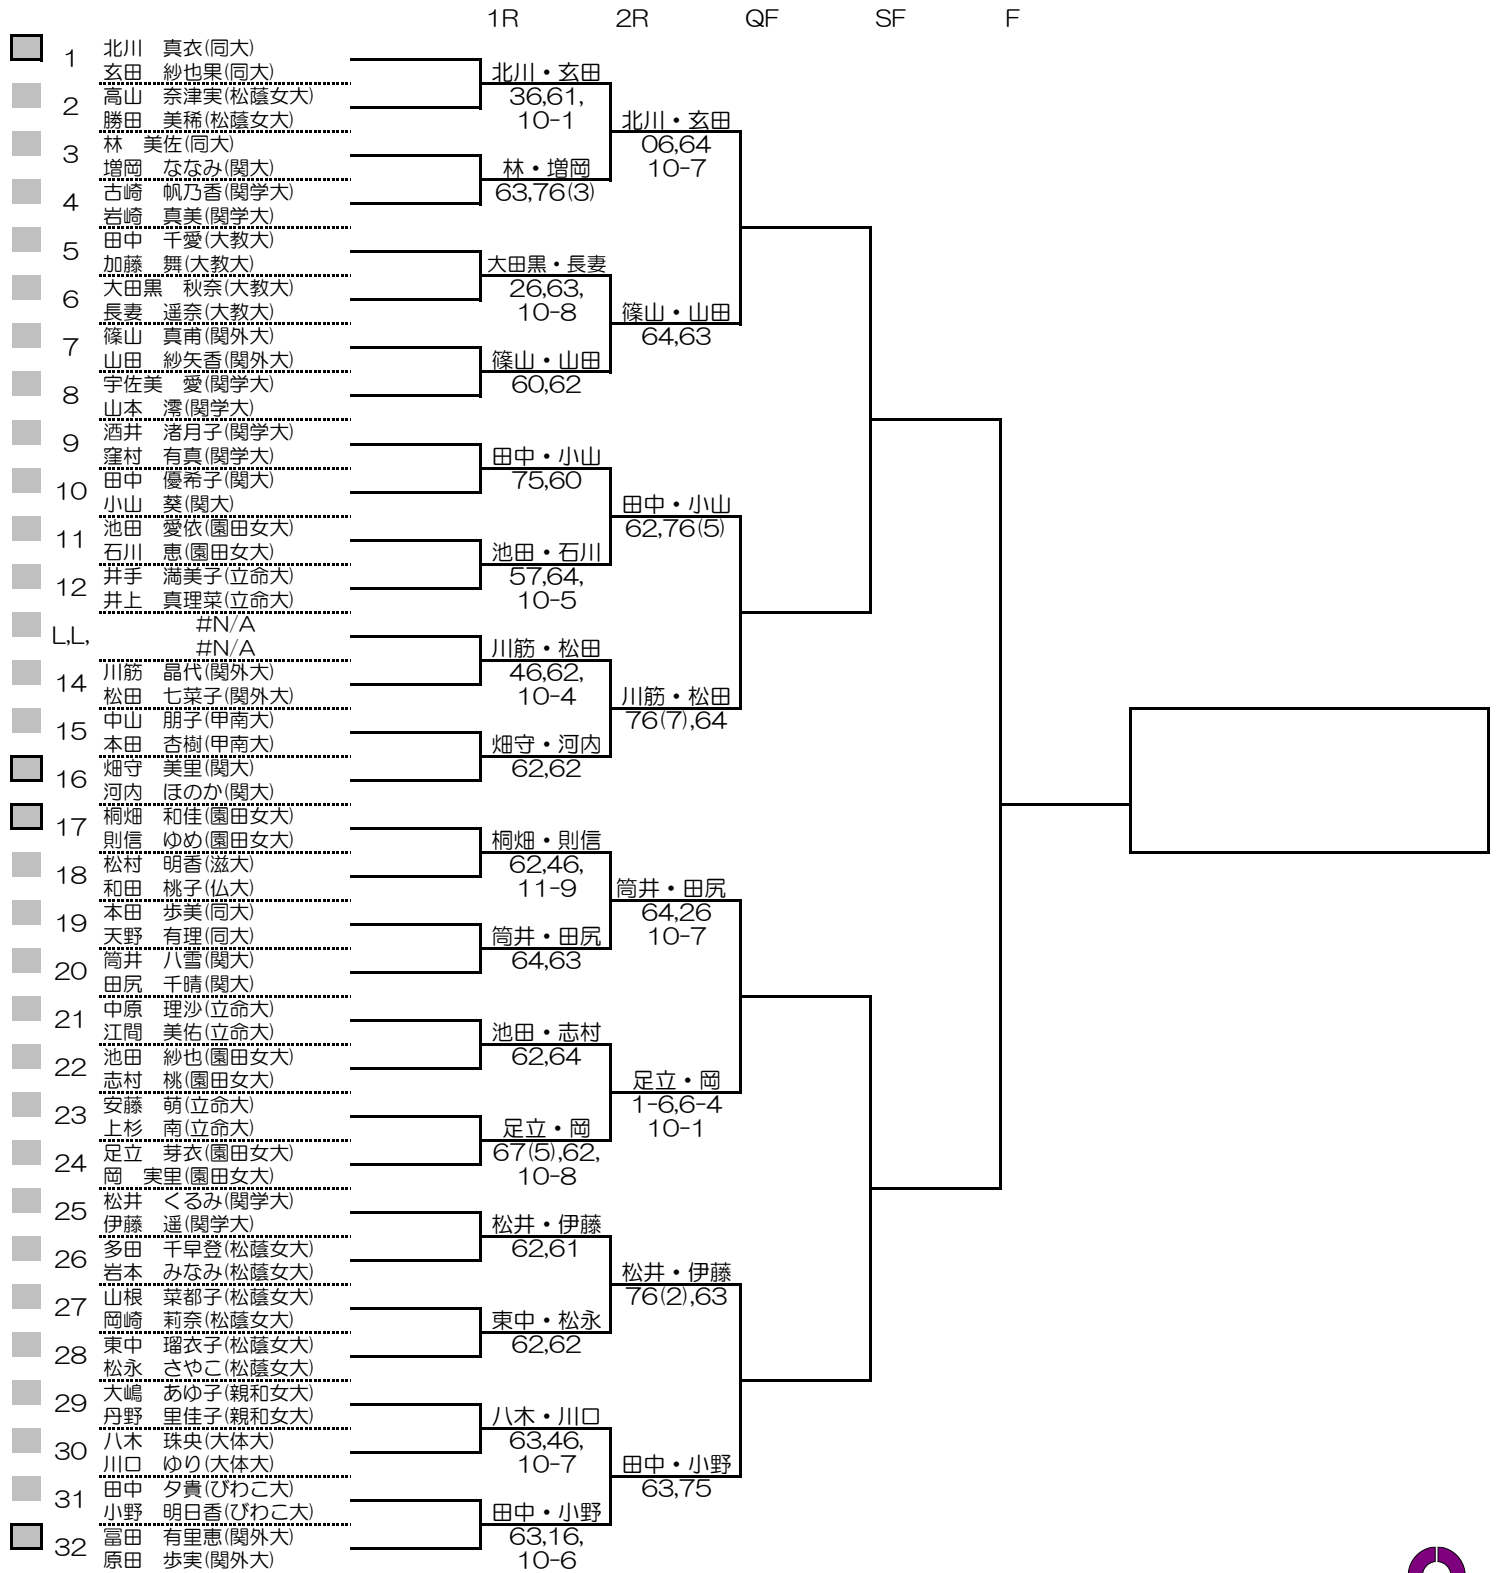 1R 2R QF SF F
1 北川 真衣(同大)
玄田 紗也果(同大)
2 高山 奈津実(松蔭女大)
勝田 美稀(松蔭女大)
3 林 美佐(同大)
増岡 ななみ(関大)
4 古崎 帆乃香(関学大)
岩崎 真美(関学大)
5 田中 千愛(大教大)
加藤 舞(大教大)
6 大田黒 秋奈(大教大)
長妻 遥奈(大教大)
7 篠山 真甫(関外大)
山田 紗矢香(関外大)
8 宇佐美 愛(関学大)
山本 澪(関学大)
9 酒井 渚月子(関学大)
窪村 有真(関学大)
10 田中 優希子(関大)
小山 葵(関大)
11 池田 愛依(園田女大)
石川 恵(園田女大)
12 井手 満美子(立命大)
井上 真理菜(立命大)
L,L, #N/A
#N/A
14 川筋 晶代(関外大)
松田 七菜子(関外大)
15 中山 朋子(甲南大)
本田 杏樹(甲南大)
16 畑守 美里(関大)
河内 ほのか(関大)
17 桐畑 和佳(園田女大)
則信 ゆめ(園田女大)
18 松村 明香(滋大)
和田 桃子(仏大)
19 本田 歩美(同大)
天野 有理(同大)
20 筒井 八雪(関大)
田尻 千晴(関大)
21 中原 理沙(立命大)
江間 美佑(立命大)
22 池田 紗也(園田女大)
志村 桃(園田女大)
23 安藤 萌(立命大)
上杉 南(立命大)
24 足立 芽衣(園田女大)
岡 実里(園田女大)
25 松井 くるみ(関学大)
伊藤 遥(関学大)
26 多田 千早登(松蔭女大)
岩本 みなみ(松蔭女大)
27 山根 菜都子(松蔭女大)
岡崎 莉奈(松蔭女大)
28 東中 瑠衣子(松蔭女大)
松永 さやこ(松蔭女大)
29 大嶋 あゆ子(親和女大)
丹野 里佳子(親和女大)
30 八木 珠央(大体大)
川口 ゆり(大体大)
31 田中 夕貴(びわこ大)
小野 明日香(びわこ大)
32 冨田 有里恵(関外大)
原田 歩実(関外大)
北川・玄田
36,61,
10-1
林・増岡
63,76(3)
大田黒・長妻
26,63,
10-8
篠山・山田
60,62
田中・小山
75,60
池田・石川
57,64,
10-5
川筋・松田
46,62,
10-4
畑守・河内
62,62
桐畑・則信
62,46,
11-9
筒井・田尻
64,63
池田・志村
62,64
足立・岡
67(5),62,
10-8
松井・伊藤
62,61
東中・松永
62,62
八木・川口
63,46,
10-7
田中・小野
63,16,
10-6
北川・玄田
06,64
10-7
篠山・山田
64,63
田中・小山
62,76(5)
川筋・松田
76(7),64
筒井・田尻
64,26
10-7
足立・岡
1-6,6-4
10-1
松井・伊藤
76(2),63
田中・小野
63,75